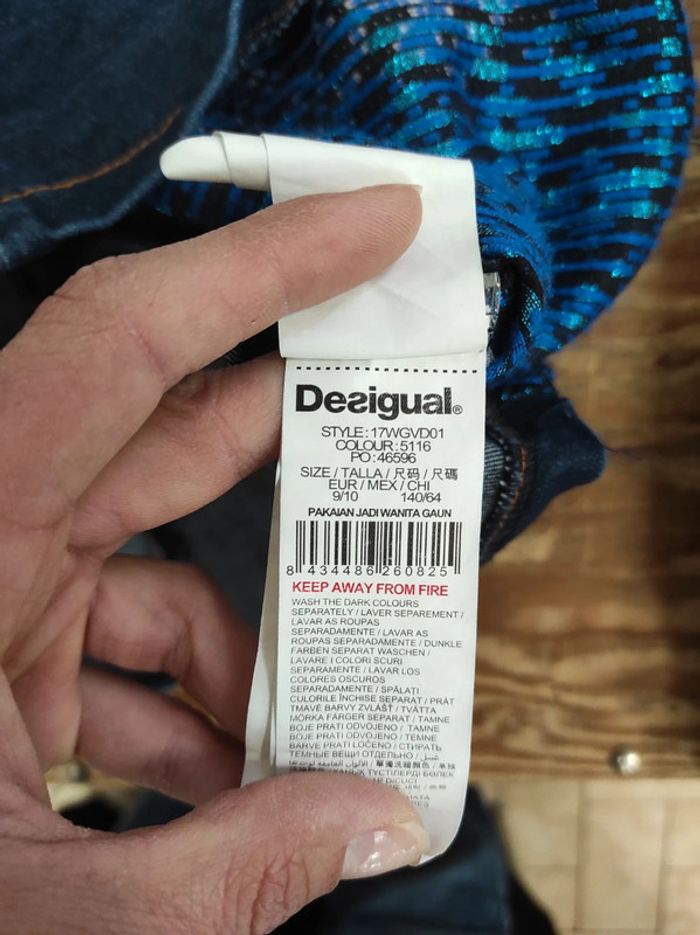 Desigual®
STYLE: 17WGVD01
COLOUR: 5116
PO: 46596
SIZE / TALLA / 尺码 / 尺碼
EUR / MEX / CHI
9/10 140/64
PAKAIAN JADI WANITA GAUN
8 434486 260825
KEEP AWAY FROM FIRE
WASH THE DARK COLOURS
SEPARATELY / LAVER SEPAREMENT /
LAVAR AS ROUPAS
SEPARADAMENTE / LAVAR AS
ROUPAS SEPARADAMENTE / DUNKLE
FARBEN SEPARAT WASCHEN /
LAVARE I COLORI SCURI
SEPARAMENTE / LAVAR LOS
COLORES OSCUROS
SEPARADAMENTE / SPĂLAȚI
CULORILE ÎNCHISE SEPARAT / PRÁT
TMAVÉ BARVY ZVLÁŠŤ / TVÄTTA
MÖRKA FÄRGER SEPARAT / TAMNE
BOJE PRATI ODVOJENO / TAMNE
BOJE PRATI ODVOJENO / TEMNE
BARVE PRATI LOČENO / СТИРАТЬ
ТЕМНЫЕ ВЕЩИ ОТДЕЛЬНО /